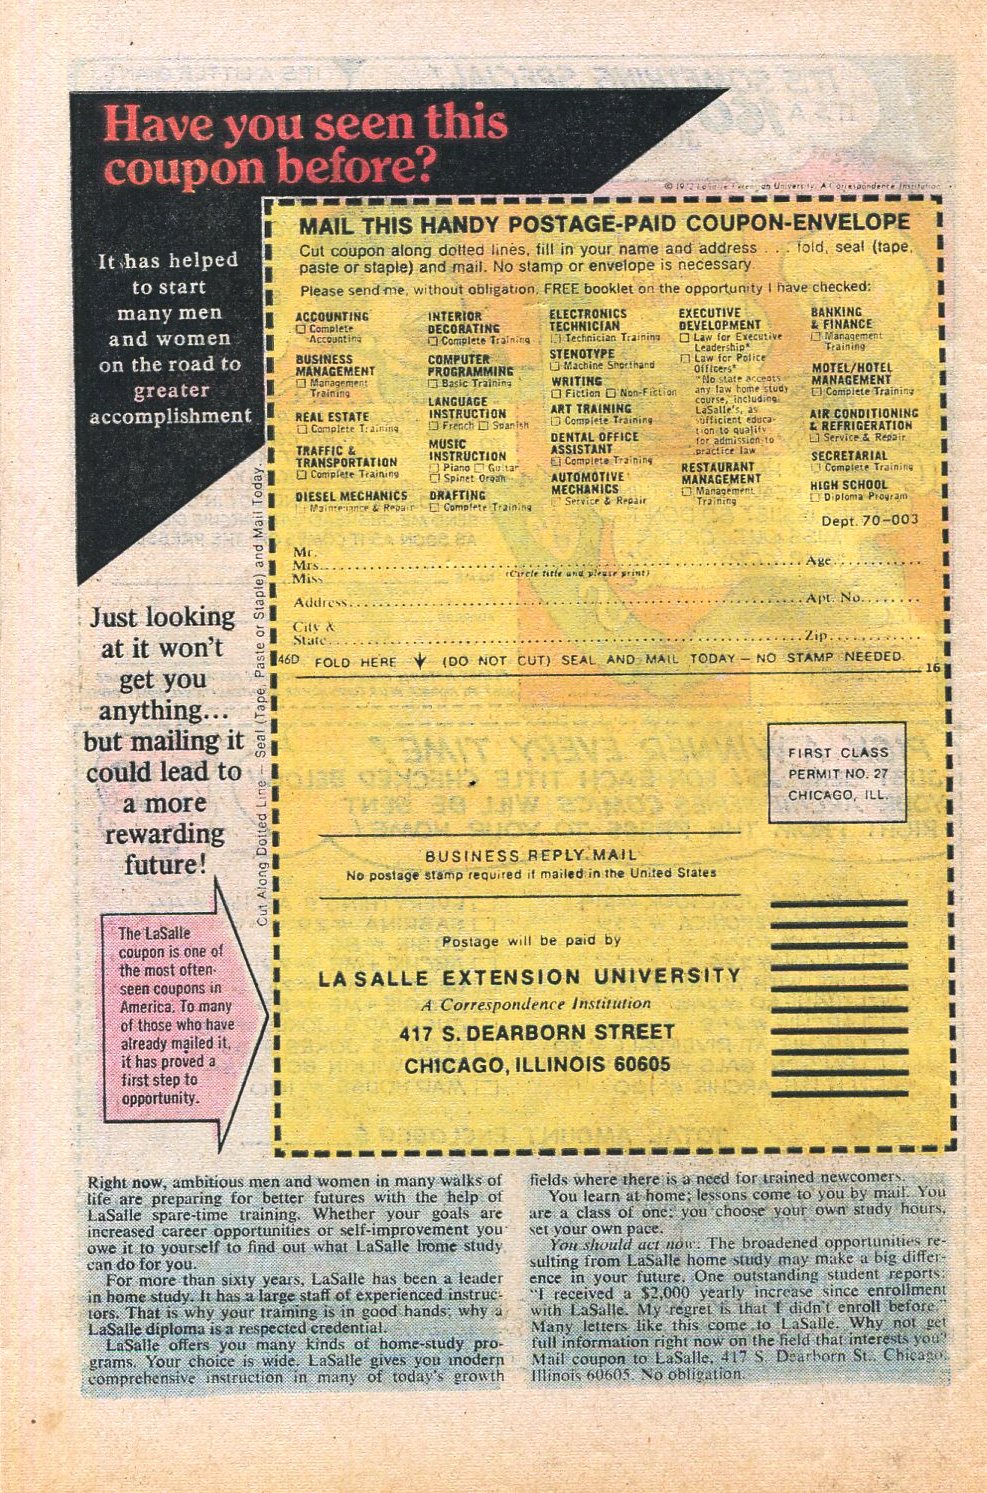 Have you seen this
coupon before?
© 1972 LaSalle Extension University, A Correspondence Institution
It has helped
to start
many men
and women
on the road to
greater
accomplishment
Just looking
at it won't
get you
anything...
but mailing it
could lead to
a more
rewarding
future!
The LaSalle
coupon is one of
the most often-
seen coupons in
America. To many
of those who have
already mailed it,
it has proved a
first step to
opportunity.
Cut Along Dotted Line — Seal (Tape, Paste or Staple) and Mail Today.
MAIL THIS HANDY POSTAGE-PAID COUPON-ENVELOPE
Cut coupon along dotted lines, fill in your name and address . . . fold, seal (tape,
paste or staple) and mail. No stamp or envelope is necessary.
Please send me, without obligation, FREE booklet on the opportunity I have checked:
ACCOUNTING
☐ Complete
Accounting
BUSINESS
MANAGEMENT
☐ Management
Training
REAL ESTATE
☐ Complete Training
TRAFFIC &
TRANSPORTATION
☐ Complete Training
DIESEL MECHANICS
☐ Maintenance & Repair
INTERIOR
DECORATING
☐ Complete Training
COMPUTER
PROGRAMMING
☐ Basic Training
LANGUAGE
INSTRUCTION
☐ French ☐ Spanish
MUSIC
INSTRUCTION
☐ Piano ☐ Guitar
☐ Spinet Organ
DRAFTING
☐ Complete Training
ELECTRONICS
TECHNICIAN
☐ Technician Training
STENOTYPE
☐ Machine Shorthand
WRITING
☐ Fiction ☐ Non-Fiction
ART TRAINING
☐ Complete Training
DENTAL OFFICE
ASSISTANT
☐ Complete Training
AUTOMOTIVE
MECHANICS
☐ Service & Repair
EXECUTIVE
DEVELOPMENT
☐ Law for Executive
Leadership*
☐ Law for Police
Officers*
*No state accepts
any law home study
course, including
LaSalle's, as
sufficient educa-
tion to qualify
for admission to
practice law
RESTAURANT
MANAGEMENT
☐ Management
Training
BANKING
& FINANCE
☐ Management
Training
MOTEL/HOTEL
MANAGEMENT
☐ Complete Training
AIR CONDITIONING
& REFRIGERATION
☐ Service & Repair
SECRETARIAL
☐ Complete Training
HIGH SCHOOL
☐ Diploma Program
Dept. 70-003
Mr.
Mrs. Age
Miss (Circle title and please print)
Address Apt. No.
City &
State Zip
46D FOLD HERE ↓ (DO NOT CUT) SEAL AND MAIL TODAY — NO STAMP NEEDED.
16
FIRST CLASS
PERMIT NO. 27
CHICAGO, ILL.
BUSINESS REPLY MAIL
No postage stamp required if mailed in the United States
Postage will be paid by
LA SALLE EXTENSION UNIVERSITY
A Correspondence Institution
417 S. DEARBORN STREET
CHICAGO, ILLINOIS 60605
Right now, ambitious men and women in many walks of
life are preparing for better futures with the help of
LaSalle spare-time training. Whether your goals are
increased career opportunities or self-improvement you
owe it to yourself to find out what LaSalle home study
can do for you.
For more than sixty years, LaSalle has been a leader
in home study. It has a large staff of experienced instruc-
tors. That is why your training is in good hands; why a
LaSalle diploma is a respected credential.
LaSalle offers you many kinds of home-study pro-
grams. Your choice is wide. LaSalle gives you modern
comprehensive instruction in many of today's growth
fields where there is a need for trained newcomers.
You learn at home; lessons come to you by mail. You
are a class of one; you choose your own study hours,
set your own pace.
You should act now. The broadened opportunities re-
sulting from LaSalle home study may make a big differ-
ence in your future. One outstanding student reports:
"I received a $2,000 yearly increase since enrollment
with LaSalle. My regret is that I didn't enroll before."
Many letters like this come to LaSalle. Why not get
full information right now on the field that interests you?
Mail coupon to LaSalle, 417 S. Dearborn St., Chicago,
Illinois 60605. No obligation.